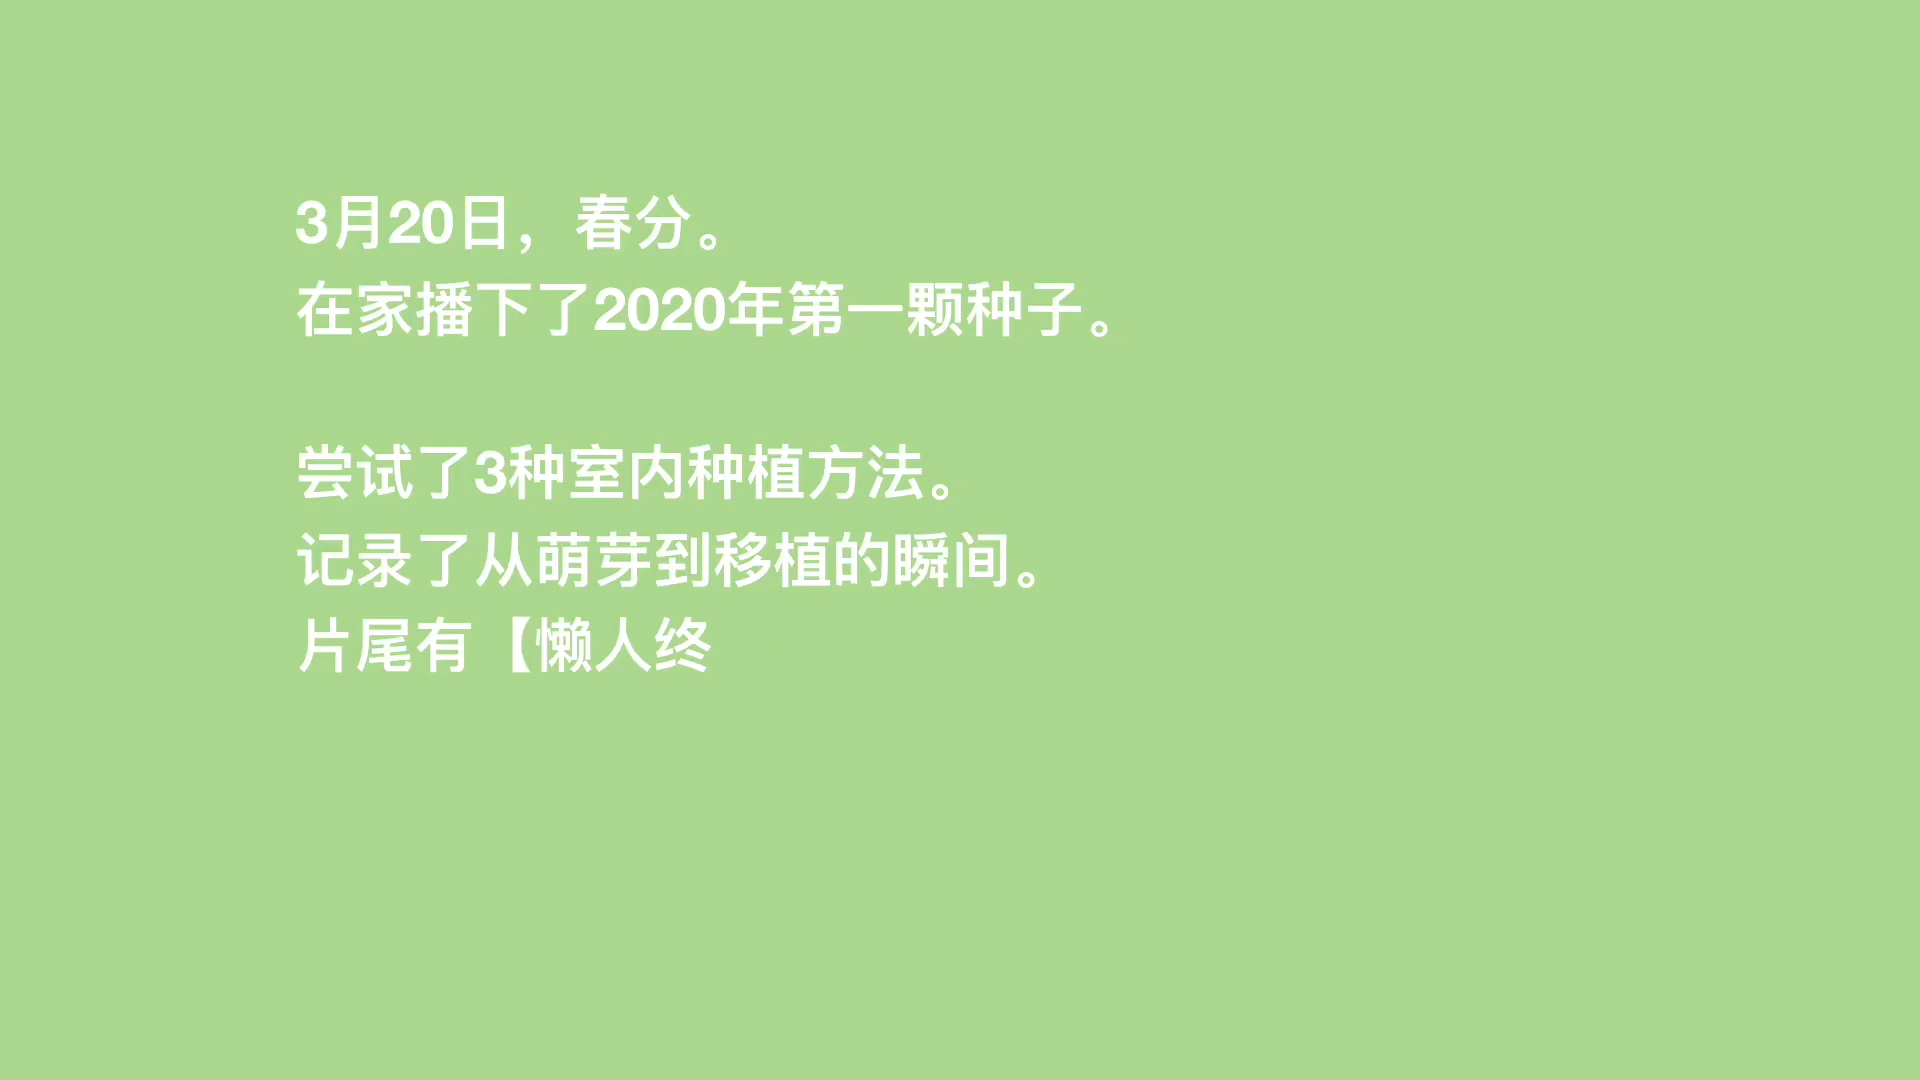 3月20日，春分。
在家播下了2020年第一颗种子。
尝试了3种室内种植方法。
记录了从萌芽到移植的瞬间。
片尾有【懒人终